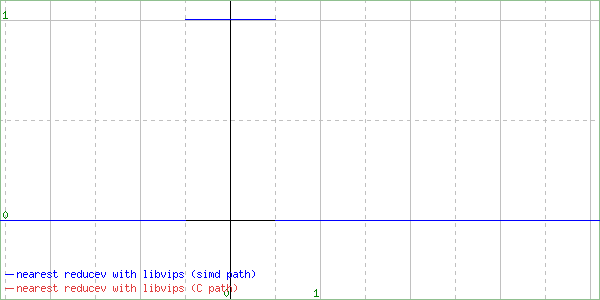 1
0
nearest reducev with libvips (simd path)
nearest reducev with libvips (C path)
0
1